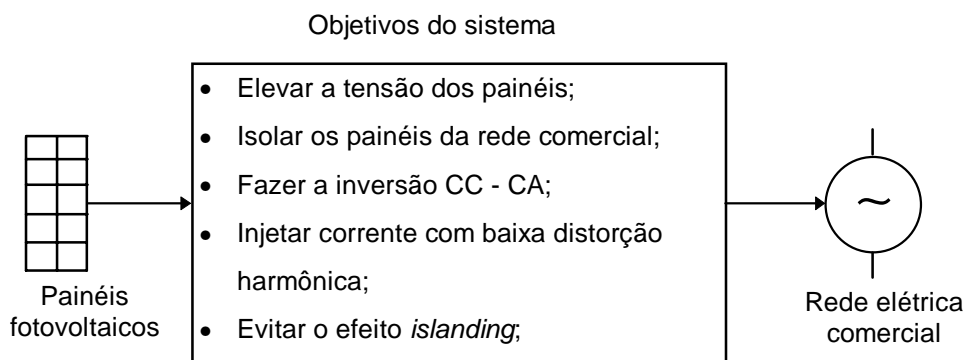 Objetivos do sistema
• Elevar a tensão dos painéis;
• Isolar os painéis da rede comercial;
• Fazer a inversão CC - CA;
• Injetar corrente com baixa distorção
harmônica;
• Evitar o efeito islanding;
Painéis
fotovoltaicos
~
Rede elétrica
comercial